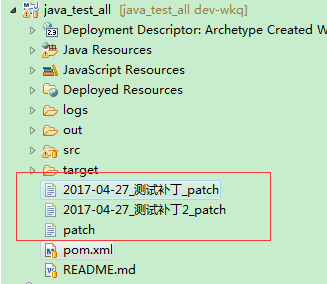 java_test_all [java_test_all dev-wkq]
Deployment Descriptor: Archetype Created W
Java Resources
JavaScript Resources
Deployed Resources
logs
out
src
target
2017-04-27_测试补丁_patch
2017-04-27_测试补丁2_patch
patch
pom.xml
README.md